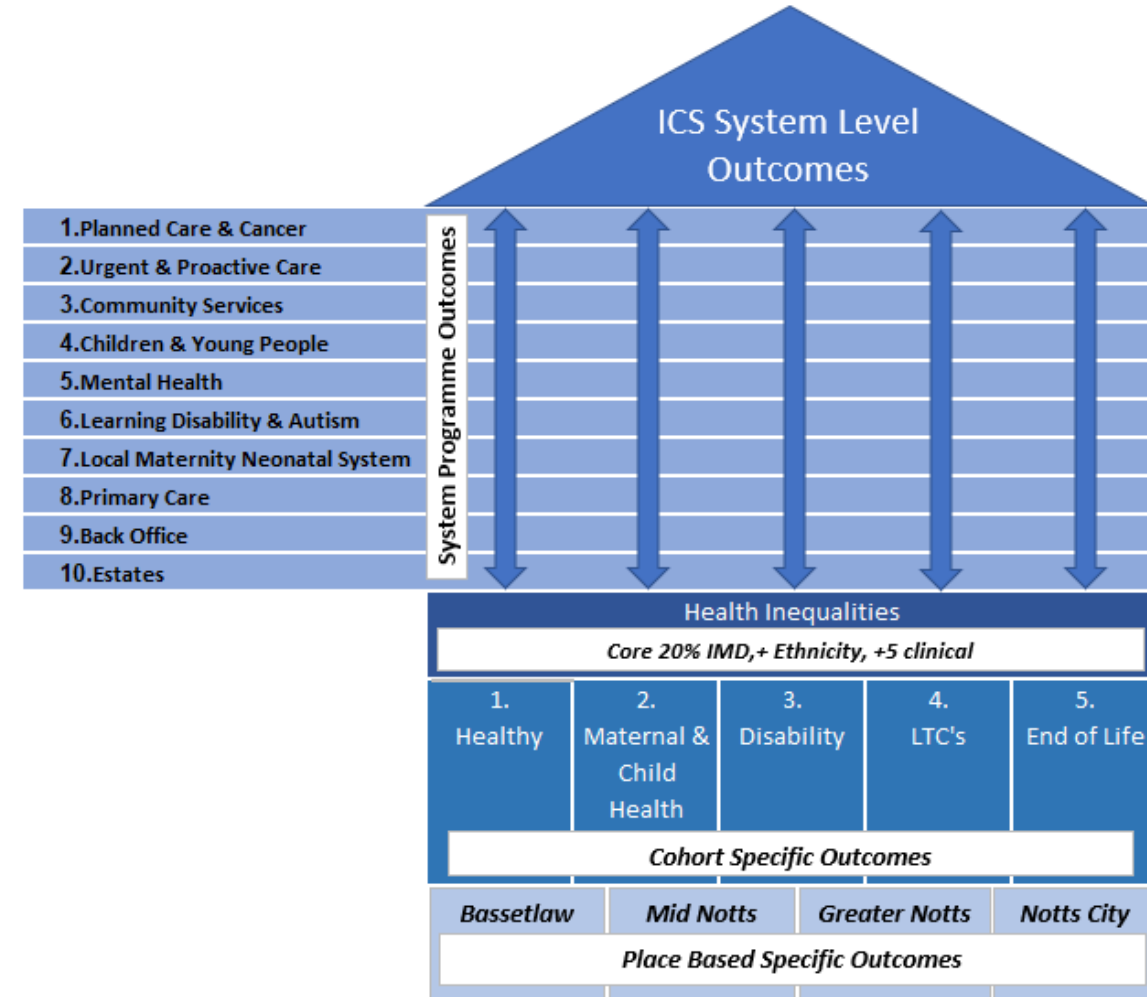 ICS System Level
Outcomes
1.Planned Care & Cancer
2.Urgent & Proactive Care
3.Community Services
4.Children & Young People
5.Mental Health
6.Learning Disability & Autism
7.Local Maternity Neonatal System
8.Primary Care
9.Back Office
10.Estates
System Programme Outcomes
Health Inequalities
Core 20% IMD,+ Ethnicity, +5 clinical
1.
Healthy
2.
Maternal &
Child
Health
3.
Disability
4.
LTC's
5.
End of Life
Cohort Specific Outcomes
Bassetlaw
Mid Notts
Greater Notts
Notts City
Place Based Specific Outcomes